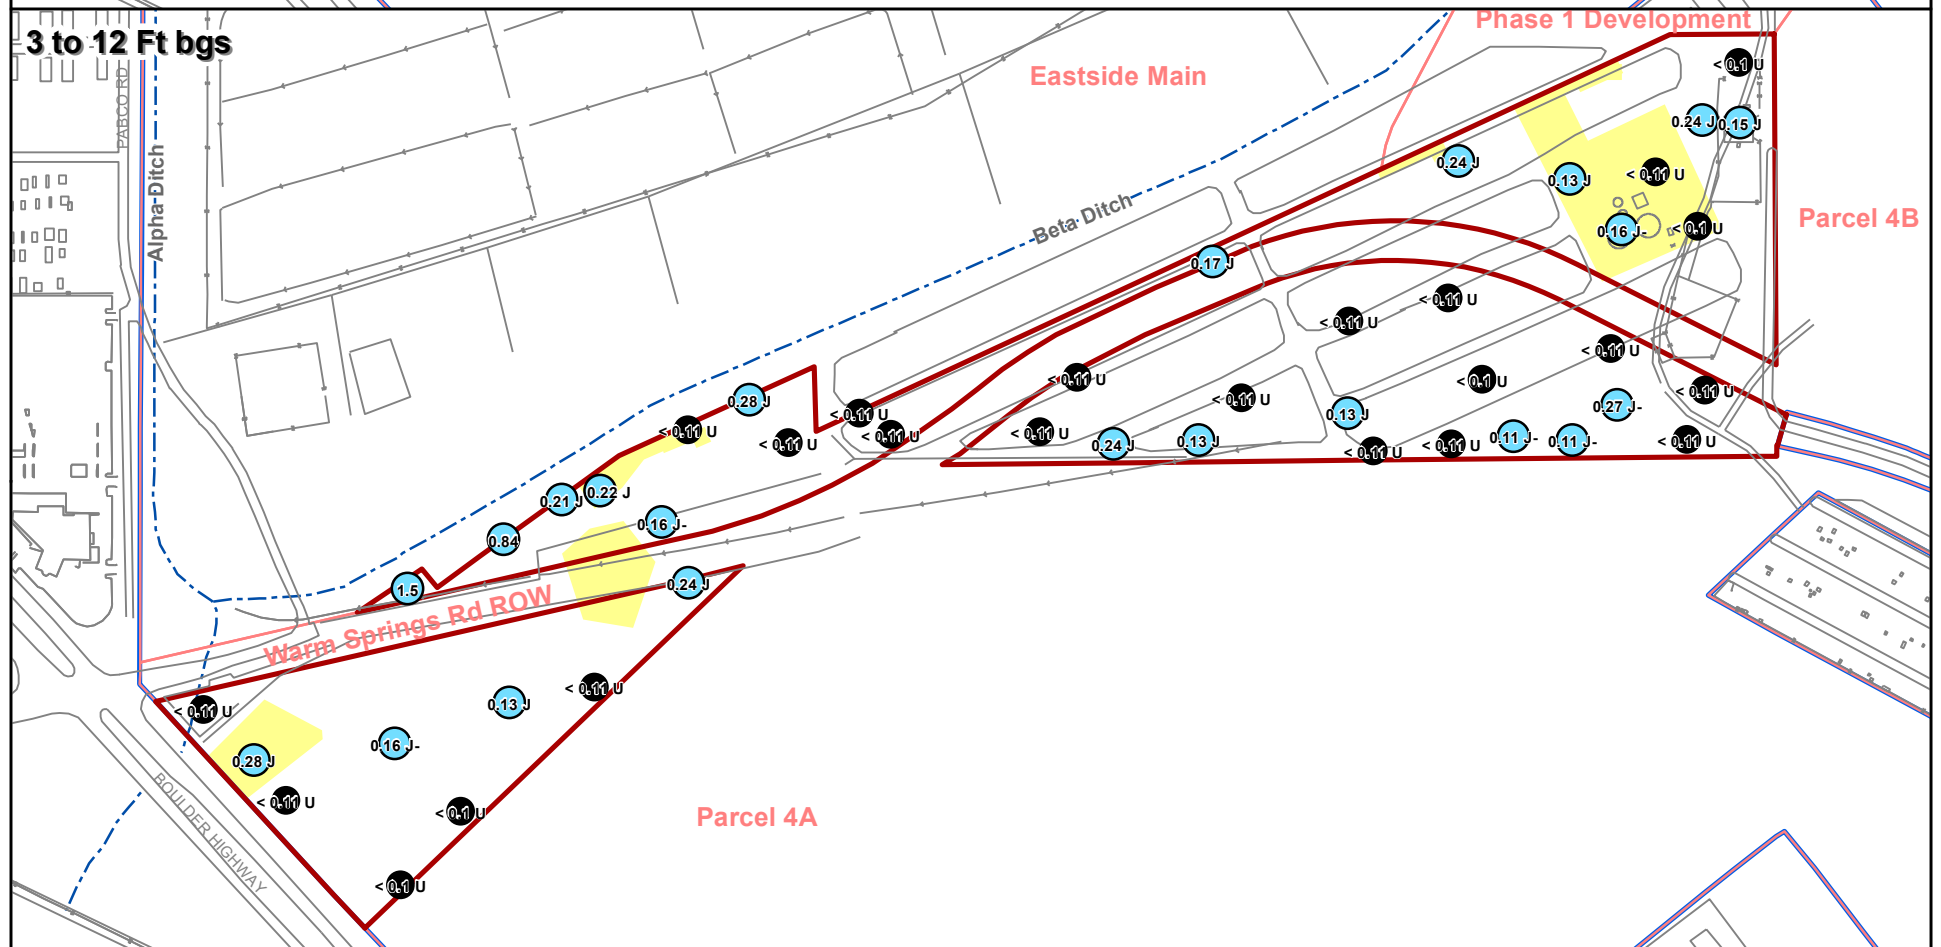 Phase 1 Development
3 to 12 Ft bgs
< 0.1 U
Eastside Main
PABCO RD
0.24 J
0.15 J
Alpha Ditch
0.24 J
0.13 J
< 0.11 U
Beta Ditch
Parcel 4B
0.16 J-
< 0.1 U
0.17 J
< 0.11 U
< 0.11 U
< 0.11 U
< 0.11 U
< 0.1 U
< 0.11 U
0.28 J
< 0.11 U
0.27 J-
< 0.11 U
0.13 J
< 0.11 U
< 0.11 U
< 0.11 U
< 0.11 U
0.24 J
0.13 J
< 0.11 U
< 0.11 U
0.11 J-
0.11 J-
< 0.11 U
0.21 J
0.22 J
0.16 J-
0.84
1.5
0.24 J
Warm Springs Rd ROW
< 0.11 U
0.13 J
< 0.11 U
0.16 J-
0.28 J
< 0.11 U
< 0.1 U
Parcel 4A
BOULDER HIGHWAY
< 0.1 U